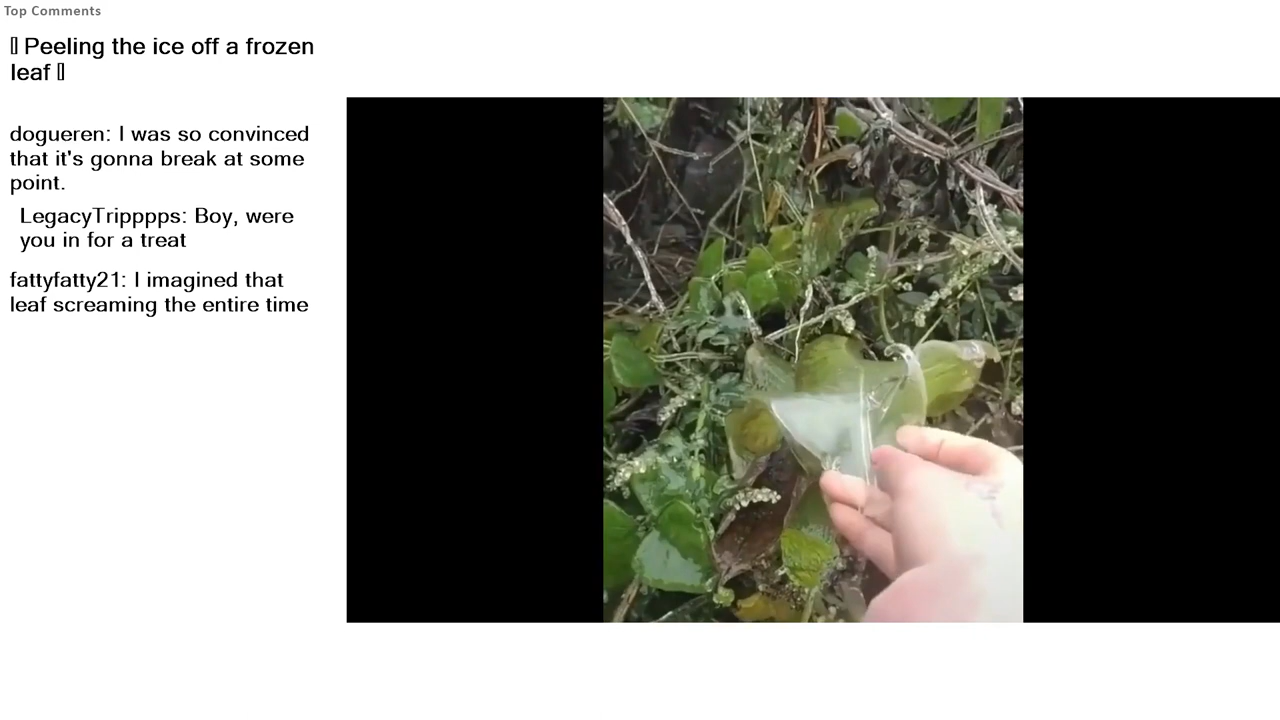 Top Comments
▯ Peeling the ice off a frozen
leaf ▯
dogueren: I was so convinced
that it's gonna break at some
point.
LegacyTripppps: Boy, were
you in for a treat
fattyfatty21: I imagined that
leaf screaming the entire time